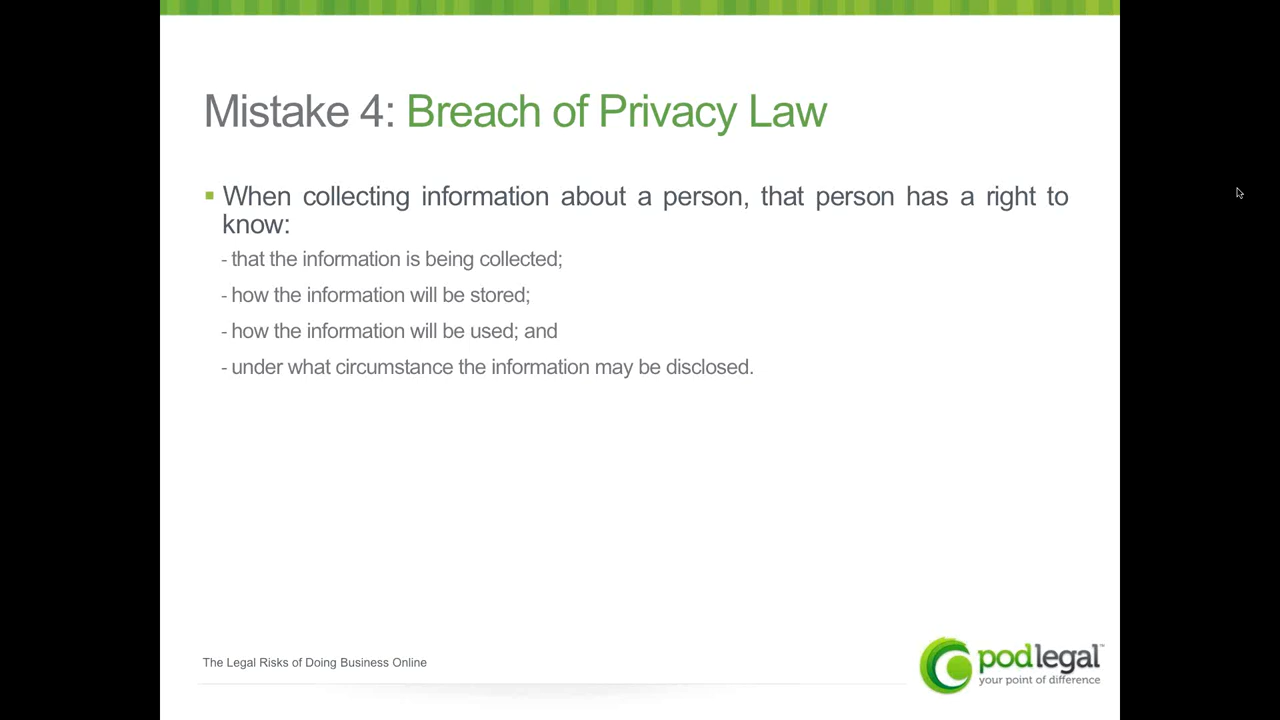 Mistake 4: Breach of Privacy Law
▪ When collecting information about a person, that person has a right to
know:
- that the information is being collected;
- how the information will be stored;
- how the information will be used; and
- under what circumstance the information may be disclosed.
The Legal Risks of Doing Business Online
podlegal™
your point of difference